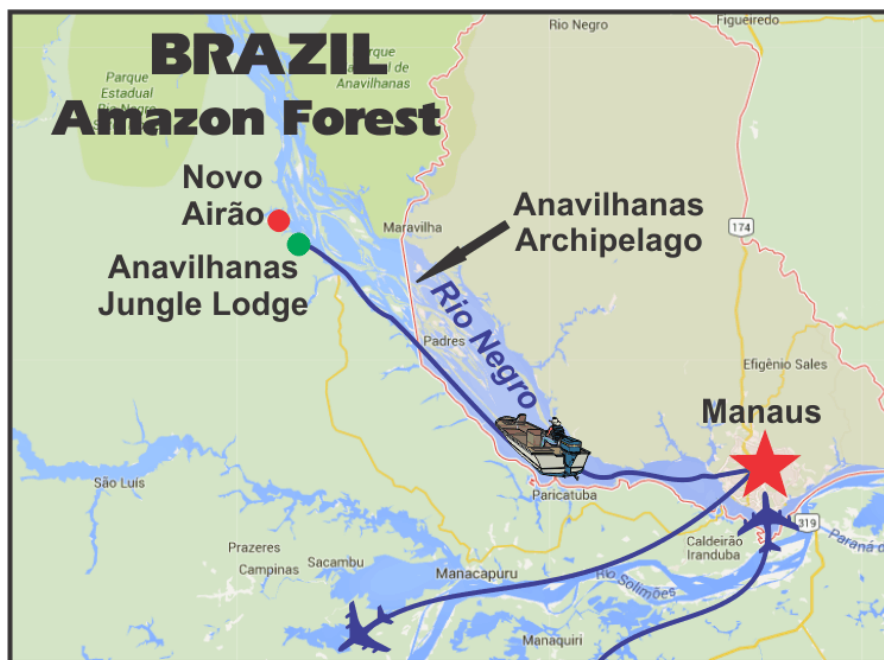 Rio Negro
Figueiredo
BRAZIL
Amazon Forest
Parque
Estadual
Parque
de
Anavilhanas
Novo
Airão
Anavilhanas
Archipelago
Maravilha
174
Anavilhanas
Jungle Lodge
Rio Negro
Padres
Efigênio Sales
Manaus
São Luís
Paricatuba
319
Caldeirão
Iranduba
Paraná d
Prazeres
Campinas
Sacambu
Manacapuru
Rio Solimões
Manaquiri